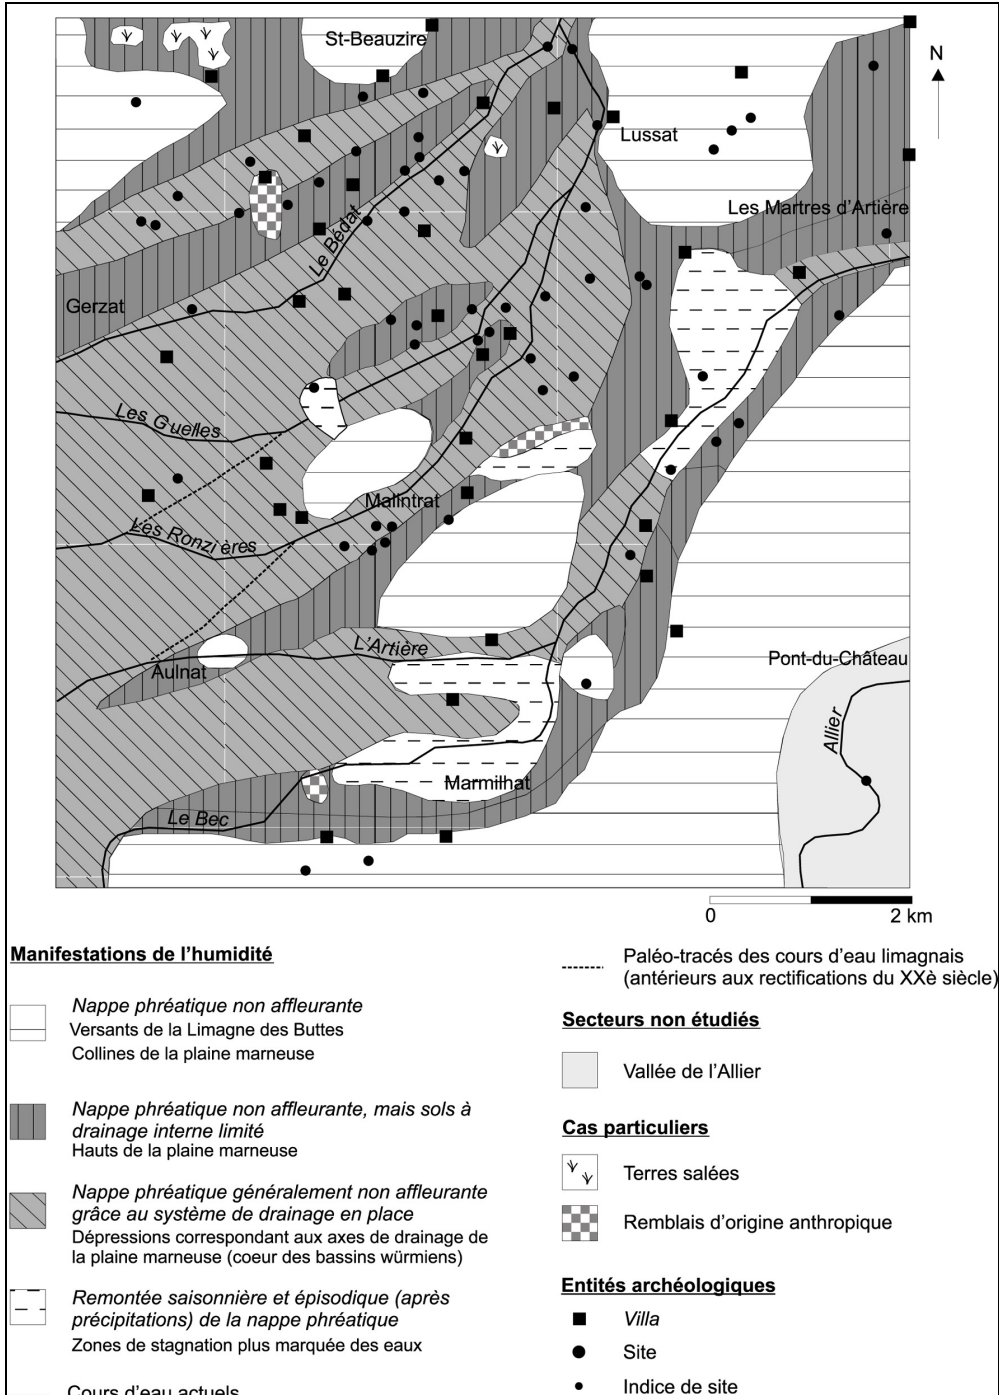 St-Beauzire
N
Lussat
Les Martres d'Artière
Le Bédat
Gerzat
Les Guelles
Malintrat
Les Ronzières
L'Artière
Aulnat
Pont-du-Château
Allier
Marmilhat
Le Bec
0 2 km
Manifestations de l'humidité
Nappe phréatique non affleurante
Versants de la Limagne des Buttes
Collines de la plaine marneuse
Nappe phréatique non affleurante, mais sols à
drainage interne limité
Hauts de la plaine marneuse
Nappe phréatique généralement non affleurante
grâce au système de drainage en place
Dépressions correspondant aux axes de drainage de
la plaine marneuse (coeur des bassins würmiens)
Remontée saisonnière et épisodique (après
précipitations) de la nappe phréatique
Zones de stagnation plus marquée des eaux
Cours d'eau actuels
Paléo-tracés des cours d'eau limagnais
(antérieurs aux rectifications du XXè siècle)
Secteurs non étudiés
Vallée de l'Allier
Cas particuliers
Terres salées
Remblais d'origine anthropique
Entités archéologiques
Villa
Site
Indice de site